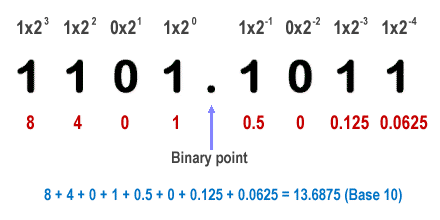 1x2³ 1x2² 0x2¹ 1x2⁰ 1x2⁻¹ 0x2⁻² 1x2⁻³ 1x2⁻⁴
1 1 0 1 . 1 0 1 1
8 4 0 1 0.5 0 0.125 0.0625
Binary point
8 + 4 + 0 + 1 + 0.5 + 0 + 0.125 + 0.0625 = 13.6875 (Base 10)